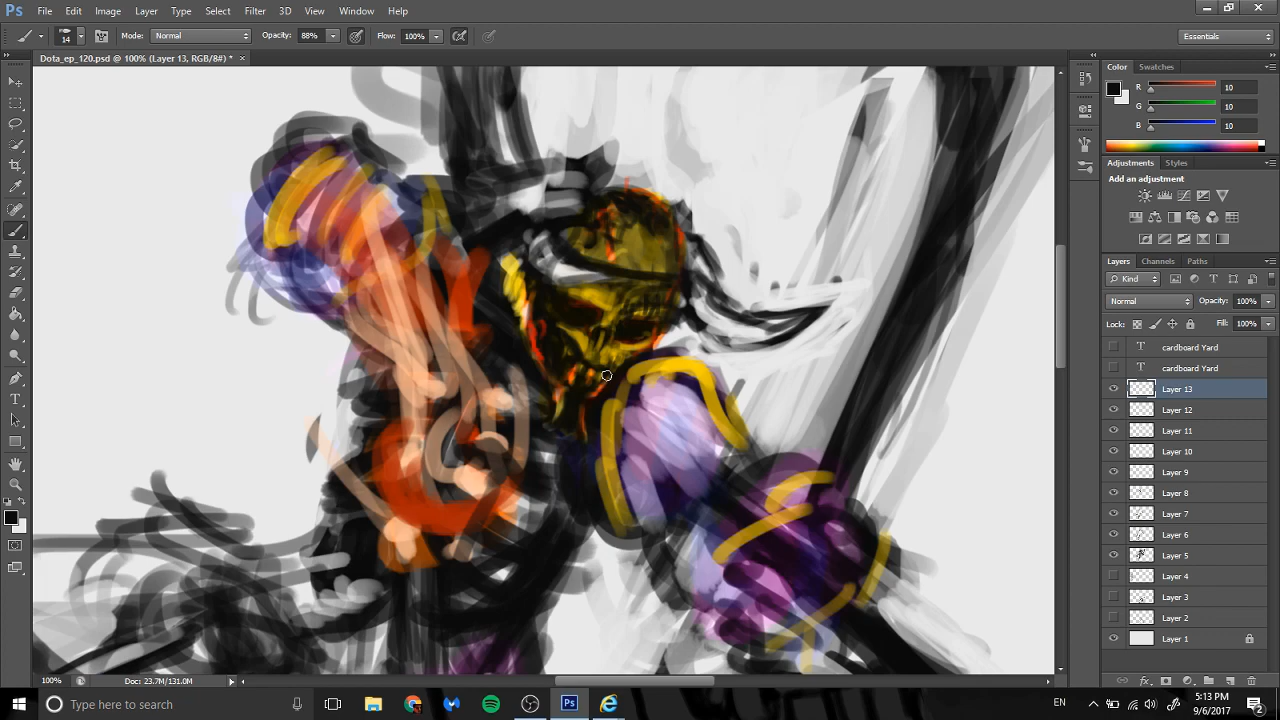 Ps File Edit Image Layer Type Select Filter 3D View Window Help
14 Mode: Normal Opacity: 88% Flow: 100% Essentials
Dota_ep_120.psd @ 100% (Layer 13, RGB/8#) *
Color Swatches
R 10
G 10
B 10
Adjustments Styles
Add an adjustment
Layers Channels Paths
Kind
Normal Opacity: 100%
Lock: Fill: 100%
T cardboard Yard
T cardboard Yard
Layer 13
Layer 12
Layer 11
Layer 10
Layer 9
Layer 8
Layer 7
Layer 6
Layer 5
Layer 4
Layer 3
Layer 2
Layer 1
100% Doc: 23.7M/131.0M
Type here to search
Ps
EN
5:13 PM
9/6/2017
2